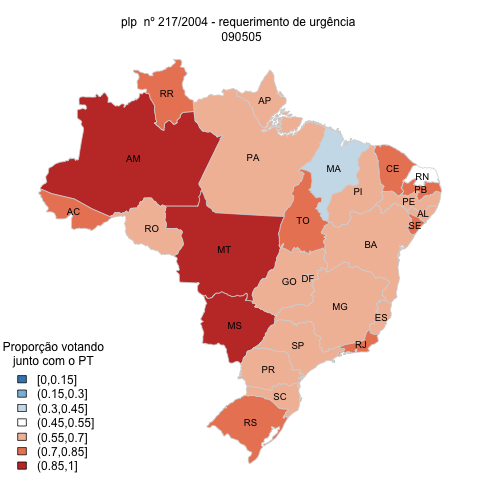 plp  nº 217/2004 - requerimento de urgência
090505
RR
AP
AM
PA
MA
CE
RN
PI
PB
PE
AC
AL
TO
SE
RO
BA
MT
GO
DF
MG
MS
ES
SP
RJ
PR
SC
RS
Proporção votando
junto com o PT
[0,0.15]
(0.15,0.3]
(0.3,0.45]
(0.45,0.55]
(0.55,0.7]
(0.7,0.85]
(0.85,1]